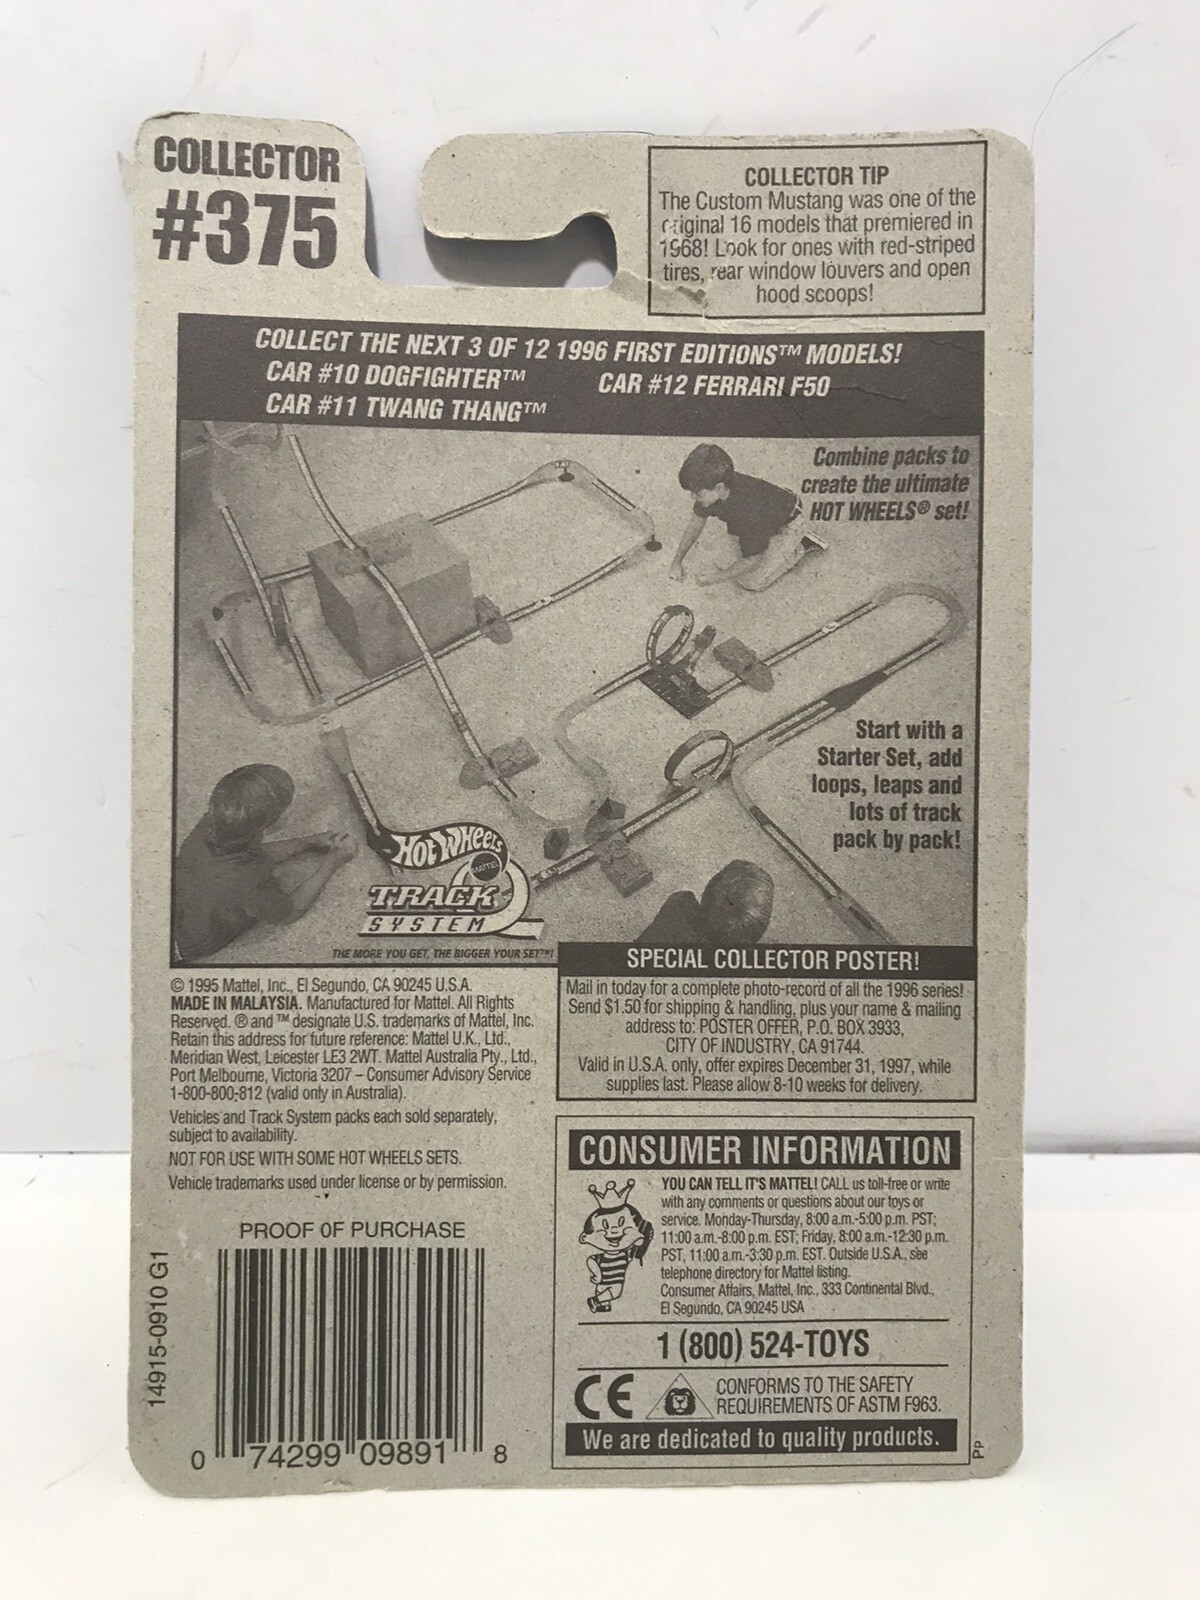 COLLECTOR
#375
COLLECTOR TIP
The Custom Mustang was one of the
original 16 models that premiered in
1968! Look for ones with red-striped
tires, rear window louvers and open
hood scoops!
COLLECT THE NEXT 3 OF 12 1996 FIRST EDITIONS™ MODELS!
CAR #10 DOGFIGHTER™ CAR #12 FERRARI F50
CAR #11 TWANG THANG™
Combine packs to
create the ultimate
HOT WHEELS® set!
Start with a
Starter Set, add
loops, leaps and
lots of track
pack by pack!
Hot Wheels
MATTEL
TRACK
SYSTEM
THE MORE YOU GET, THE BIGGER YOUR SET™!
© 1995 Mattel, Inc., El Segundo, CA 90245 U.S.A.
MADE IN MALAYSIA. Manufactured for Mattel. All Rights
Reserved. ® and ™ designate U.S. trademarks of Mattel, Inc.
Retain this address for future reference: Mattel U.K., Ltd.,
Meridian West, Leicester LE3 2WT. Mattel Australia Pty., Ltd.,
Port Melbourne, Victoria 3207 – Consumer Advisory Service
1-800-800-812 (valid only in Australia).
Vehicles and Track System packs each sold separately,
subject to availability.
NOT FOR USE WITH SOME HOT WHEELS SETS.
Vehicle trademarks used under license or by permission.
SPECIAL COLLECTOR POSTER!
Mail in today for a complete photo-record of all the 1996 series!
Send $1.50 for shipping & handling, plus your name & mailing
address to: POSTER OFFER, P.O. BOX 3933,
CITY OF INDUSTRY, CA 91744.
Valid in U.S.A. only, offer expires December 31, 1997, while
supplies last. Please allow 8-10 weeks for delivery.
CONSUMER INFORMATION
YOU CAN TELL IT'S MATTEL! CALL us toll-free or write
with any comments or questions about our toys or
service. Monday-Thursday, 8:00 a.m.-5:00 p.m. PST;
11:00 a.m.-8:00 p.m. EST; Friday, 8:00 a.m.-12:30 p.m.
PST, 11:00 a.m.-3:30 p.m. EST. Outside U.S.A., see
telephone directory for Mattel listing.
Consumer Affairs, Mattel, Inc., 333 Continental Blvd.,
El Segundo, CA 90245 USA
1 (800) 524-TOYS
CE
CONFORMS TO THE SAFETY
REQUIREMENTS OF ASTM F963.
We are dedicated to quality products.
PP
PROOF OF PURCHASE
14915-0910 G1
0 74299 09891 8